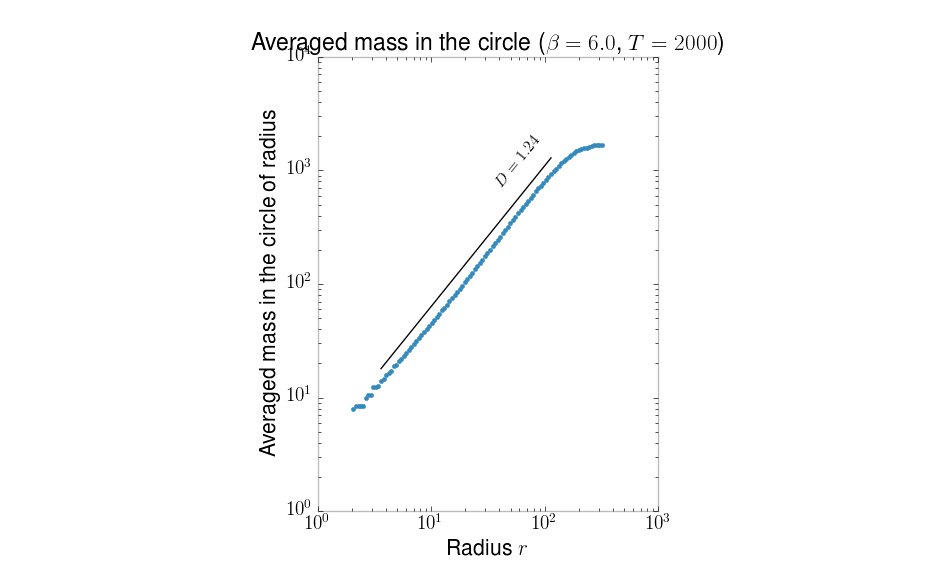 Averaged mass in the circle (β = 6.0, T = 2000)
10⁴
10³
10²
10¹
10⁰
Averaged mass in the circle of radius
D = 1.24
10⁰ 10¹ 10² 10³
Radius r